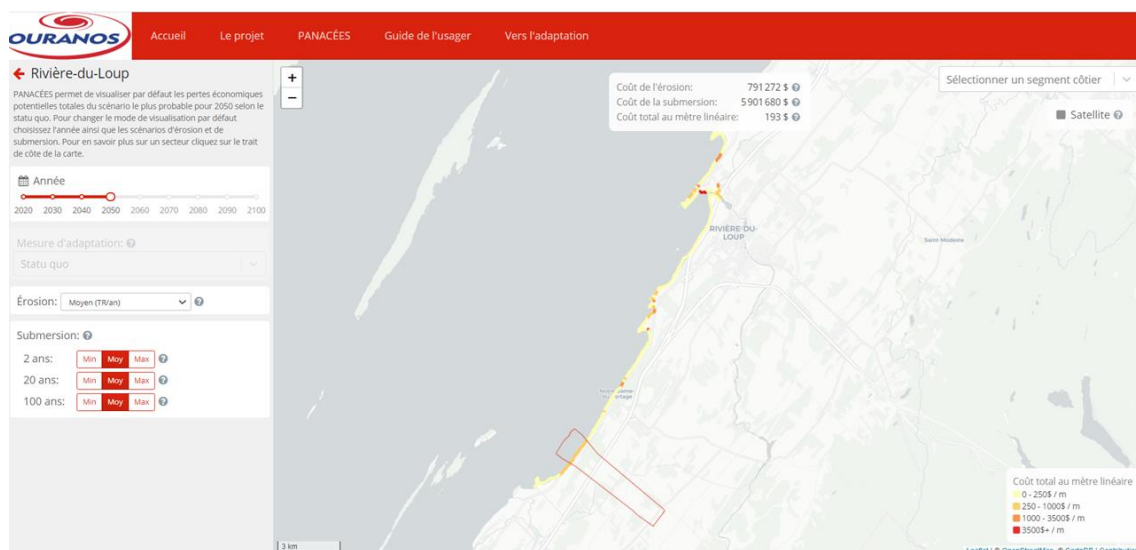 OURANOS
Accueil Le projet PANACÉES Guide de l'usager Vers l'adaptation
Rivière-du-Loup
PANACÉES permet de visualiser par défaut les pertes économiques
potentielles totales du scénario le plus probable pour 2050 selon le
statu quo. Pour changer le mode de visualisation par défaut
choisissez l'année ainsi que les scénarios d'érosion et de
submersion. Pour en savoir plus sur un secteur cliquez sur le trait
de côte de la carte.
Année
2020 2030 2040 2050 2060 2070 2080 2090 2100
Mesure d'adaptation: ?
Statu quo
Érosion: Moyen (TR/an) ?
Submersion: ?
2 ans: Min Moy Max ?
20 ans: Min Moy Max ?
100 ans: Min Moy Max ?
+
−
Coût de l'érosion: 791 272 $ ?
Coût de la submersion: 5 901 680 $ ?
Coût total au mètre linéaire: 193 $ ?
Sélectionner un segment côtier
Satellite ?
RIVIÈRE-DU-
LOUP
Saint-Modeste
3 km
Coût total au mètre linéaire
0 - 250$ / m
250 - 1000$ / m
1000 - 3500$ / m
3500$+ / m